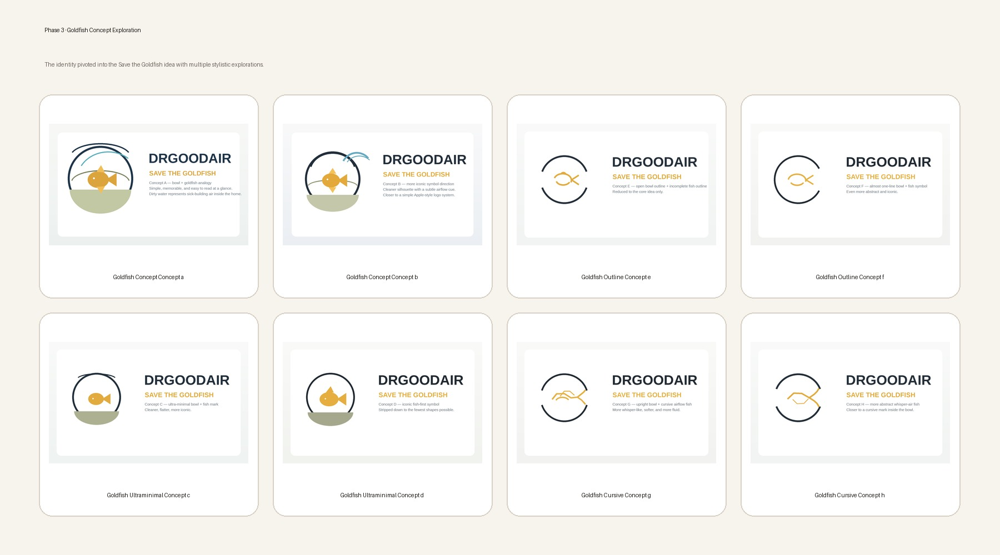 Phase 3 · Goldfish Concept Exploration
The identity pivoted into the Save the Goldfish idea with multiple stylistic explorations.
DRGOODAIR
SAVE THE GOLDFISH
Concept A — bowl + goldfish analogy
Simple, memorable, and easy to read at a glance.
Dirty water represents sick-building air inside the home.
Goldfish Concept Concept a
DRGOODAIR
SAVE THE GOLDFISH
Concept B — more iconic symbol direction
Cleaner silhouette with a subtle airflow cue.
Closer to a simple Apple-style logo system.
Goldfish Concept Concept b
DRGOODAIR
SAVE THE GOLDFISH
Concept E — open bowl outline + incomplete fish outline
Reduced to the core idea only.
Goldfish Outline Concept e
DRGOODAIR
SAVE THE GOLDFISH
Concept F — almost one-line bowl + fish symbol
Even more abstract and iconic.
Goldfish Outline Concept f
DRGOODAIR
SAVE THE GOLDFISH
Concept C — ultra-minimal bowl + fish mark
Cleaner, flatter, more iconic.
Goldfish Ultraminimal Concept c
DRGOODAIR
SAVE THE GOLDFISH
Concept D — iconic fish-first symbol
Stripped down to the fewest shapes possible.
Goldfish Ultraminimal Concept d
DRGOODAIR
SAVE THE GOLDFISH
Concept G — upright bowl + cursive airflow fish
More whisper-like, softer, and more fluid.
Goldfish Cursive Concept g
DRGOODAIR
SAVE THE GOLDFISH
Concept H — more abstract whisper-air fish
Closer to a cursive mark inside the bowl.
Goldfish Cursive Concept h